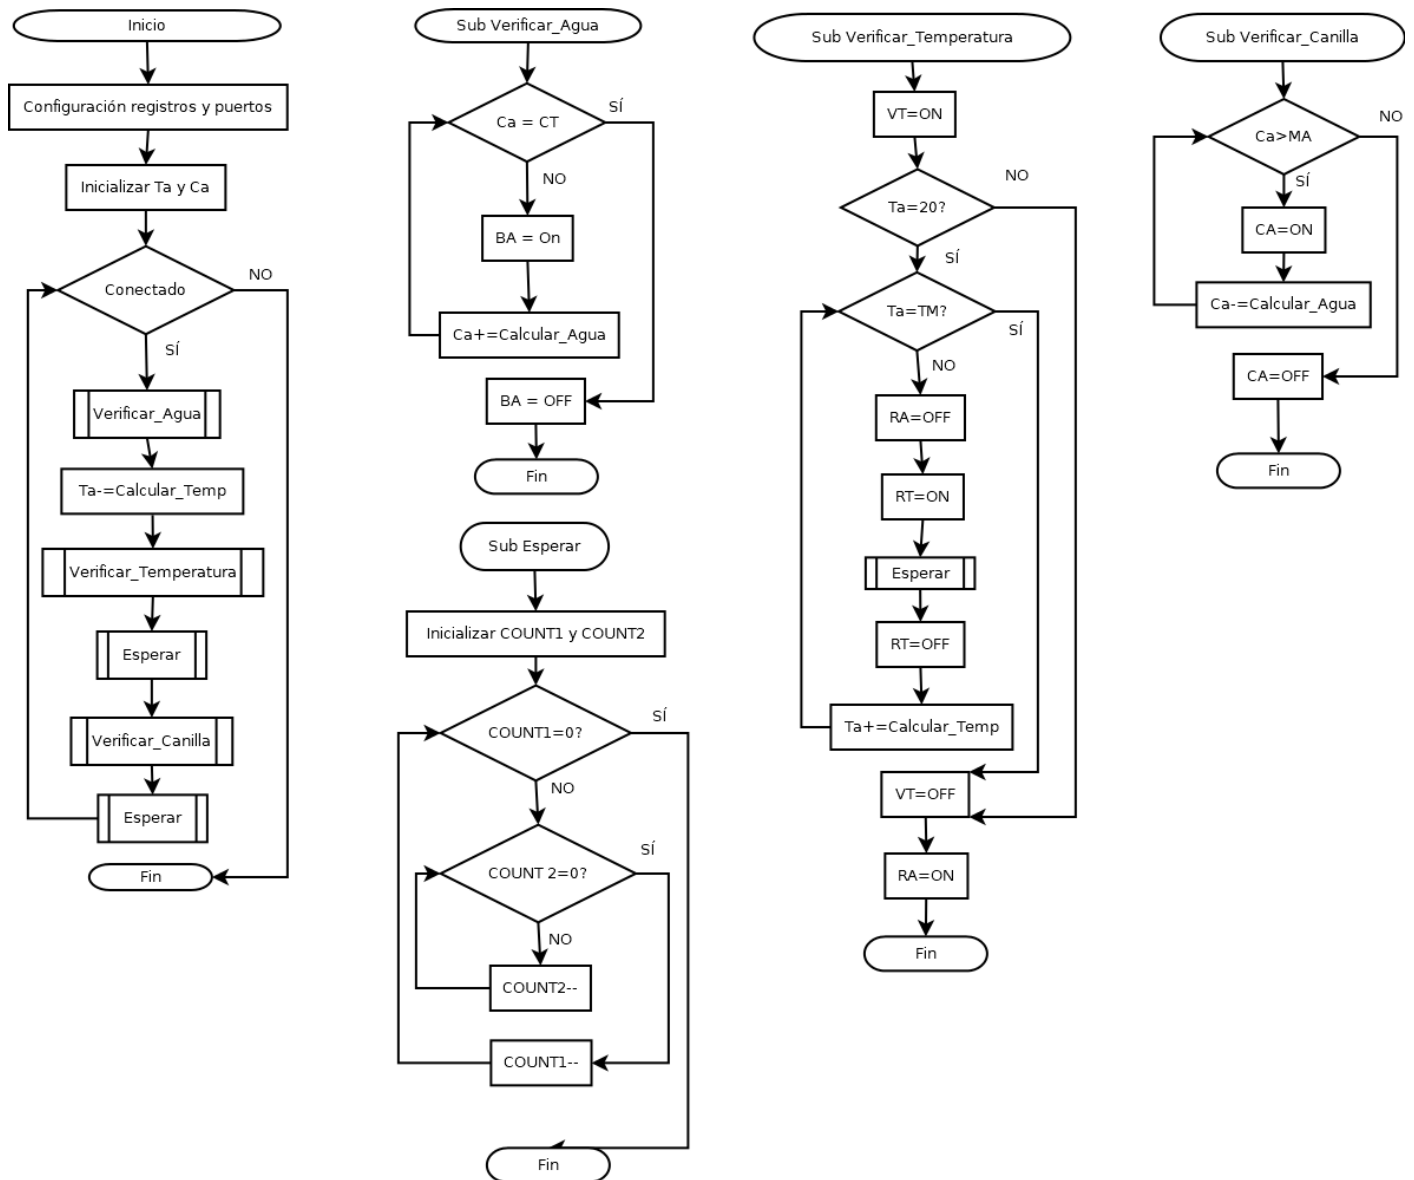 Inicio
Configuración registros y puertos
Inicializar Ta y Ca
Conectado
NO
SÍ
Verificar_Agua
Ta-=Calcular_Temp
Verificar_Temperatura
Esperar
Verificar_Canilla
Esperar
Fin
Sub Verificar_Agua
SÍ
Ca = CT
NO
BA = On
Ca+=Calcular_Agua
BA = OFF
Fin
Sub Esperar
Inicializar COUNT1 y COUNT2
COUNT1=0?
SÍ
NO
COUNT 2=0?
SÍ
NO
COUNT2--
COUNT1--
Fin
Sub Verificar_Temperatura
VT=ON
NO
Ta=20?
SÍ
Ta=TM?
SÍ
NO
RA=OFF
RT=ON
Esperar
RT=OFF
Ta+=Calcular_Temp
VT=OFF
RA=ON
Fin
Sub Verificar_Canilla
NO
Ca>MA
SÍ
CA=ON
Ca-=Calcular_Agua
CA=OFF
Fin